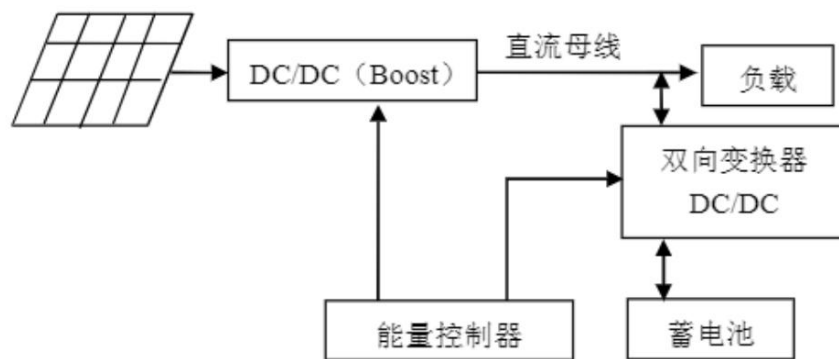 DC/DC（Boost）
直流母线
负载
双向变换器
DC/DC
能量控制器
蓄电池